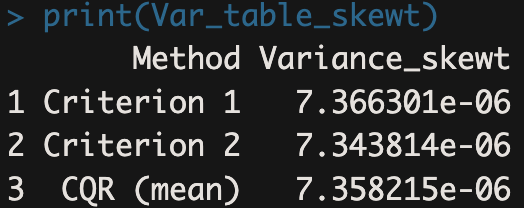 > print(Var_table_skewt)
Method Variance_skewt
1 Criterion 1 7.366301e-06
2 Criterion 2 7.343814e-06
3 CQR (mean) 7.358215e-06